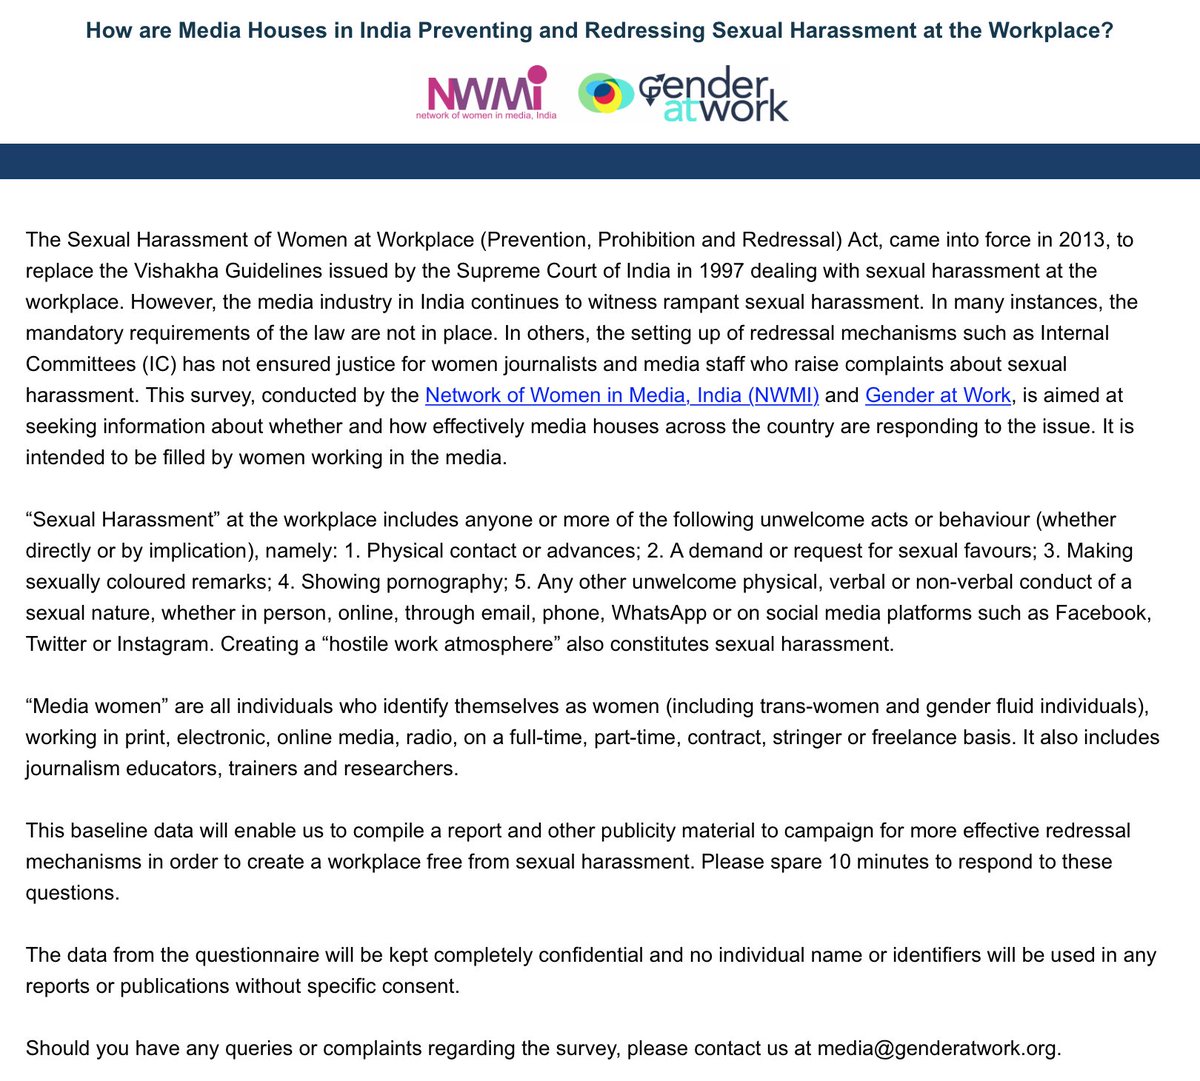 How are Media Houses in India Preventing and Redressing Sexual Harassment at the Workplace?
NWMi
network of women in media, India
Gender
atwork
The Sexual Harassment of Women at Workplace (Prevention, Prohibition and Redressal) Act, came into force in 2013, to
replace the Vishakha Guidelines issued by the Supreme Court of India in 1997 dealing with sexual harassment at the
workplace. However, the media industry in India continues to witness rampant sexual harassment. In many instances, the
mandatory requirements of the law are not in place. In others, the setting up of redressal mechanisms such as Internal
Committees (IC) has not ensured justice for women journalists and media staff who raise complaints about sexual
harassment. This survey, conducted by the Network of Women in Media, India (NWMI) and Gender at Work, is aimed at
seeking information about whether and how effectively media houses across the country are responding to the issue. It is
intended to be filled by women working in the media.
“Sexual Harassment” at the workplace includes anyone or more of the following unwelcome acts or behaviour (whether
directly or by implication), namely: 1. Physical contact or advances; 2. A demand or request for sexual favours; 3. Making
sexually coloured remarks; 4. Showing pornography; 5. Any other unwelcome physical, verbal or non-verbal conduct of a
sexual nature, whether in person, online, through email, phone, WhatsApp or on social media platforms such as Facebook,
Twitter or Instagram. Creating a “hostile work atmosphere” also constitutes sexual harassment.
“Media women” are all individuals who identify themselves as women (including trans-women and gender fluid individuals),
working in print, electronic, online media, radio, on a full-time, part-time, contract, stringer or freelance basis. It also includes
journalism educators, trainers and researchers.
This baseline data will enable us to compile a report and other publicity material to campaign for more effective redressal
mechanisms in order to create a workplace free from sexual harassment. Please spare 10 minutes to respond to these
questions.
The data from the questionnaire will be kept completely confidential and no individual name or identifiers will be used in any
reports or publications without specific consent.
Should you have any queries or complaints regarding the survey, please contact us at media@genderatwork.org.